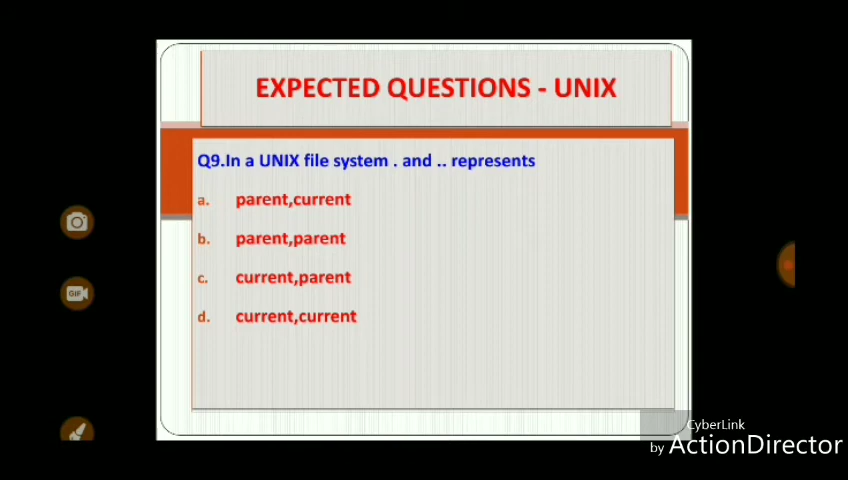 EXPECTED QUESTIONS - UNIX
Q9.In a UNIX file system . and .. represents
a. parent,current
b. parent,parent
c. current,parent
d. current,current
GIF
CyberLink
by ActionDirector